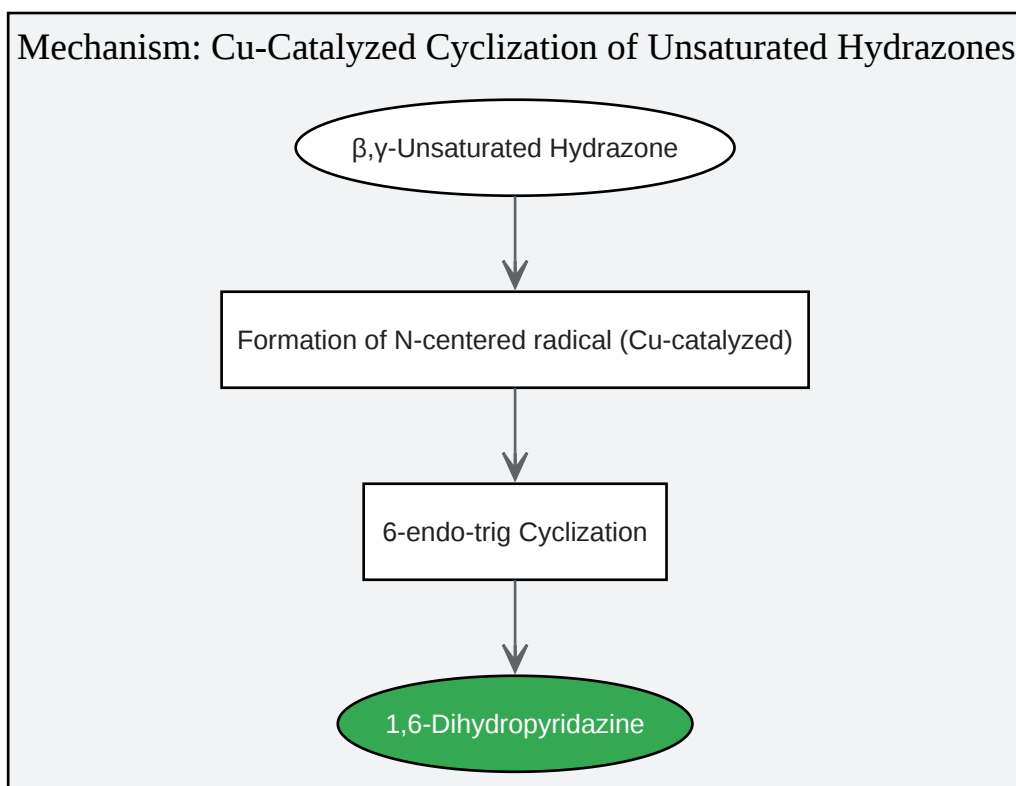 Mechanism: Cu-Catalyzed Cyclization of Unsaturated Hydrazones
β,γ-Unsaturated Hydrazone
Formation of N-centered radical (Cu-catalyzed)
6-endo-trig Cyclization
1,6-Dihydropyridazine